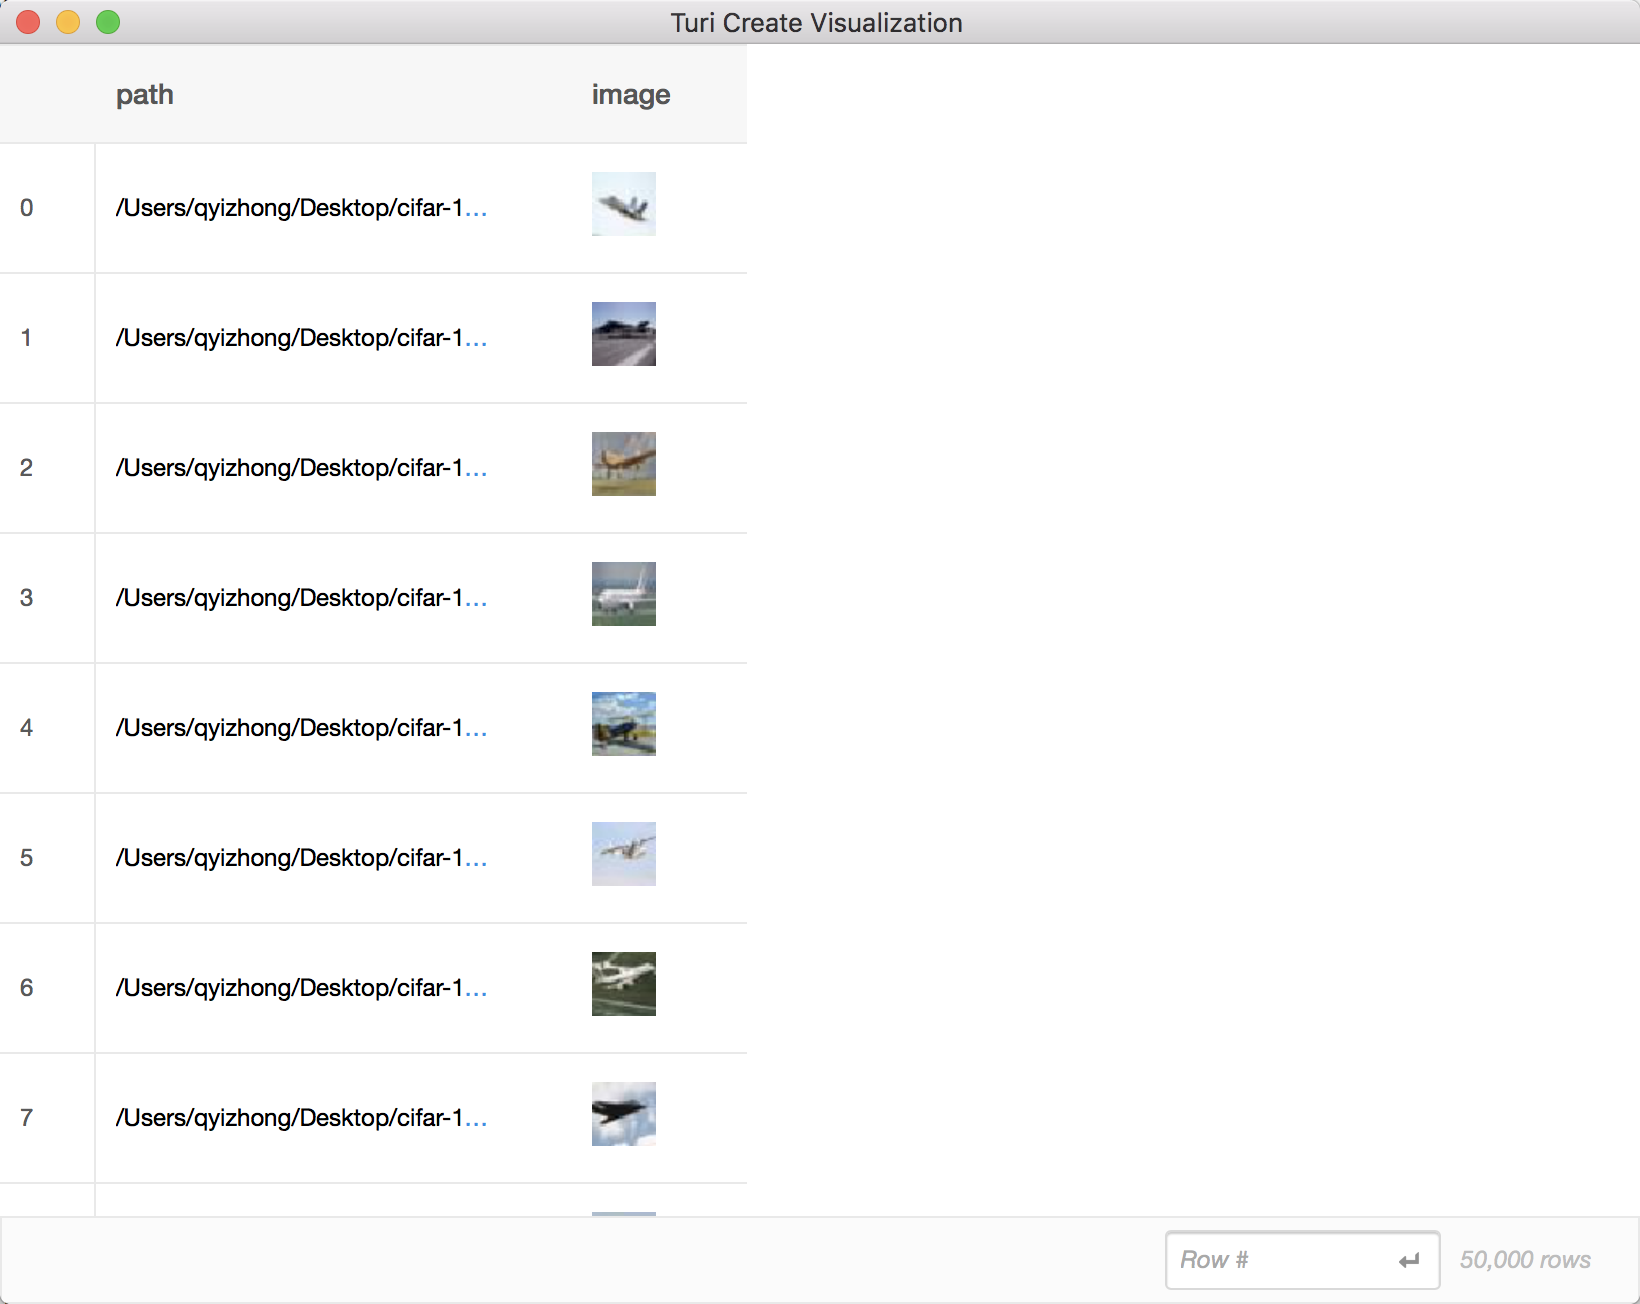 Turi Create Visualization
path image
0 /Users/qyizhong/Desktop/cifar-1...
1 /Users/qyizhong/Desktop/cifar-1...
2 /Users/qyizhong/Desktop/cifar-1...
3 /Users/qyizhong/Desktop/cifar-1...
4 /Users/qyizhong/Desktop/cifar-1...
5 /Users/qyizhong/Desktop/cifar-1...
6 /Users/qyizhong/Desktop/cifar-1...
7 /Users/qyizhong/Desktop/cifar-1...
Row # 50,000 rows